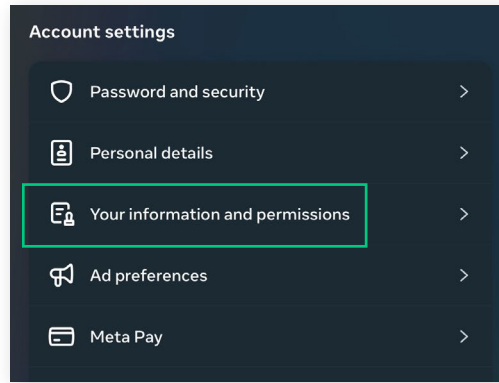 Account settings
Password and security
Personal details
Your information and permissions
Ad preferences
Meta Pay